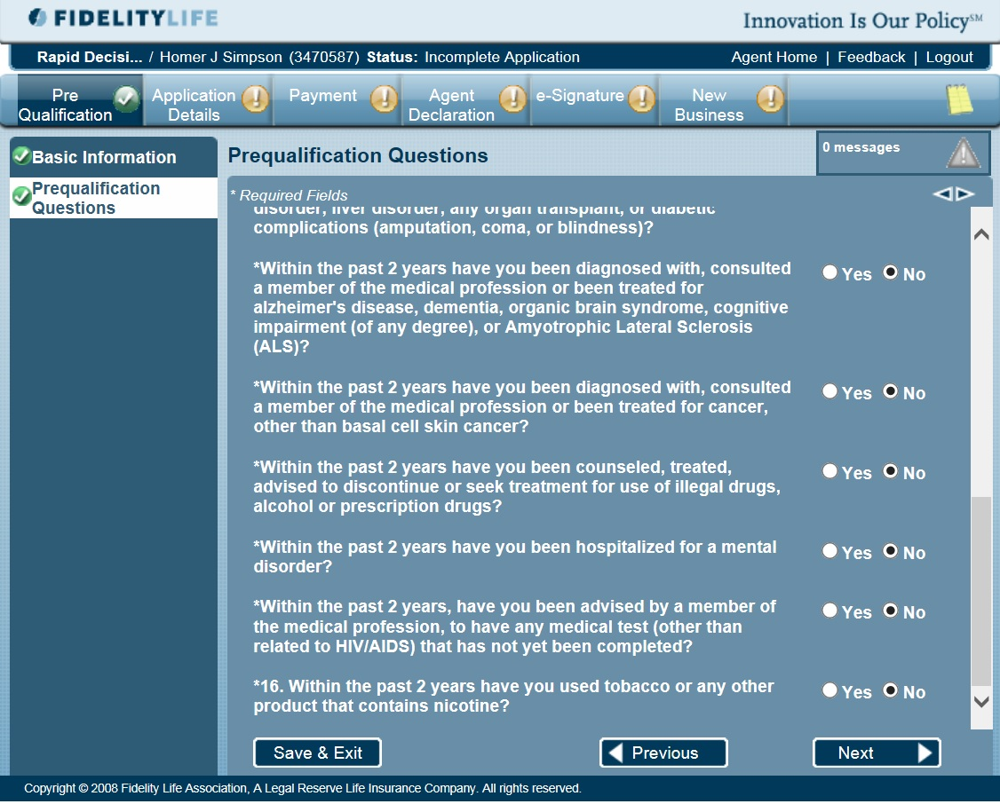 FIDELITYLIFE
Innovation Is Our Policy℠
Rapid Decisi... / Homer J Simpson (3470587) Status: Incomplete Application
Agent Home | Feedback | Logout
Pre
Qualification
Application
Details
Payment
Agent
Declaration
e-Signature
New
Business
Basic Information
Prequalification
Questions
Prequalification Questions
0 messages
* Required Fields
disorder, liver disorder, any organ transplant, or diabetic
complications (amputation, coma, or blindness)?
*Within the past 2 years have you been diagnosed with, consulted
a member of the medical profession or been treated for
alzheimer's disease, dementia, organic brain syndrome, cognitive
impairment (of any degree), or Amyotrophic Lateral Sclerosis
(ALS)?
Yes No
*Within the past 2 years have you been diagnosed with, consulted
a member of the medical profession or been treated for cancer,
other than basal cell skin cancer?
Yes No
*Within the past 2 years have you been counseled, treated,
advised to discontinue or seek treatment for use of illegal drugs,
alcohol or prescription drugs?
Yes No
*Within the past 2 years have you been hospitalized for a mental
disorder?
Yes No
*Within the past 2 years, have you been advised by a member of
the medical profession, to have any medical test (other than
related to HIV/AIDS) that has not yet been completed?
Yes No
*16. Within the past 2 years have you used tobacco or any other
product that contains nicotine?
Yes No
Save & Exit
Previous
Next
Copyright © 2008 Fidelity Life Association, A Legal Reserve Life Insurance Company. All rights reserved.